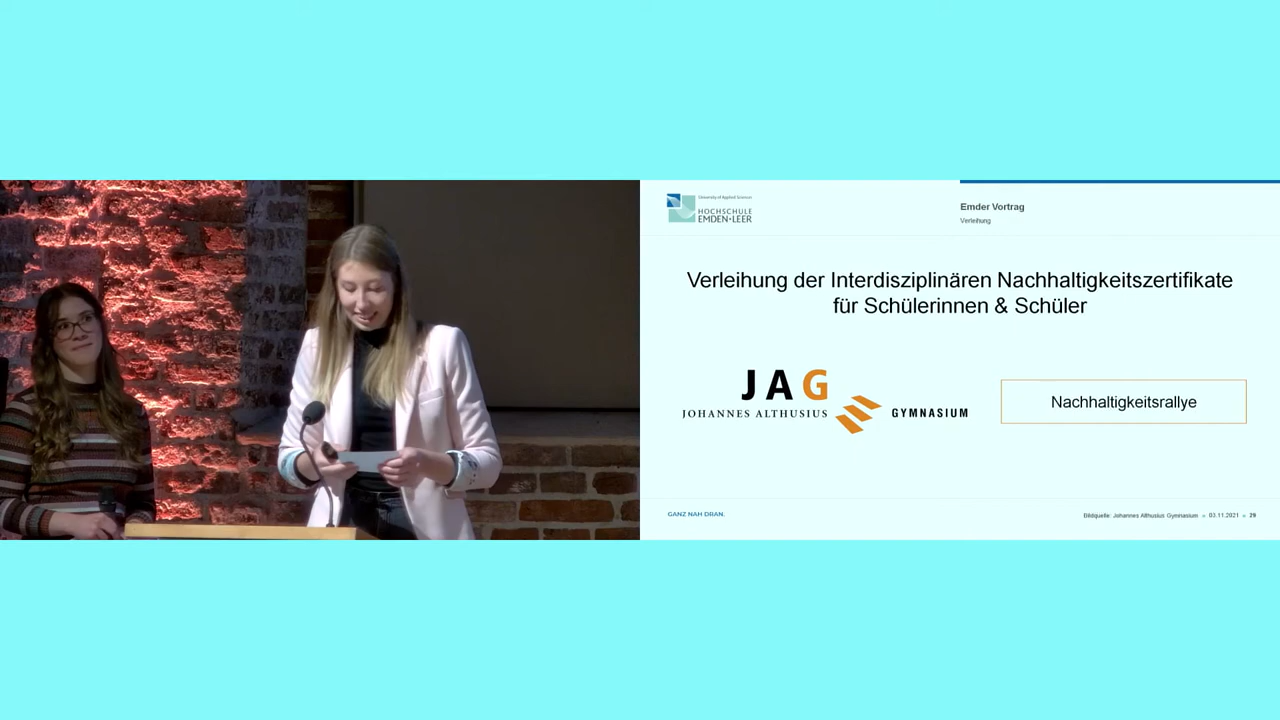 University of Applied Sciences
HOCHSCHULE
EMDEN•LEER
Emder Vortrag
Verleihung
Verleihung der Interdisziplinären Nachhaltigkeitszertifikate
für Schülerinnen & Schüler
JAG
JOHANNES ALTHUSIUS GYMNASIUM
Nachhaltigkeitsrallye
GANZ NAH DRAN.
Bildquelle: Johannes Althusius Gymnasium 03.11.2021 29